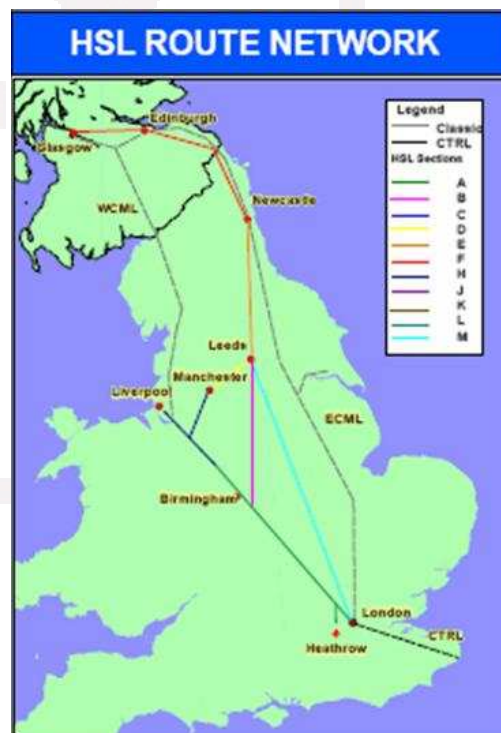 HSL ROUTE NETWORK
Edinburgh
Glasgow
WCML
Newcastle
Leeds
Manchester
Liverpool
ECML
Birmingham
London
CTRL
Heathrow
Legend
Classic
CTRL
HSL Sections
A
B
C
D
E
F
H
J
K
L
M